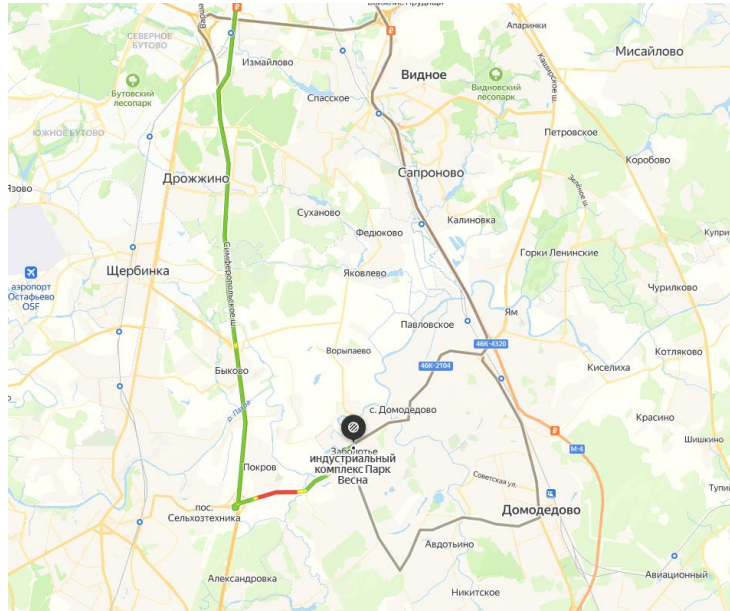 СЕВЕРНОЕ
БУТОВО
Измайлово
Апаринки
Мисайлово
Видное
Каширское ш.
Бутовский
лесопарк
Спасское
Видновский
лесопарк
ЮЖНОЕ БУТОВО
Петровское
Коробово
Дрожжино
Сапроново
Зелёное ш.
Суханово
Калиновка
Федюково
Симферопольское ш.
Горки Ленинские
Щербинка
аэропорт
Остафьево
OSF
Яковлево
Чурилково
Ям
Павловское
46К-4320
Ворыпаево
46К-2104
Котляково
Быково
Киселиха
р. Пахра
с. Домодедово
Красино
М-4
Шишкино
Заболотье
индустриальный
комплекс Парк
Весна
Покров
Советская ул.
пос.
Сельхозтехника
Домодедово
Авдотьино
Александровка
Никитское
Авиационный